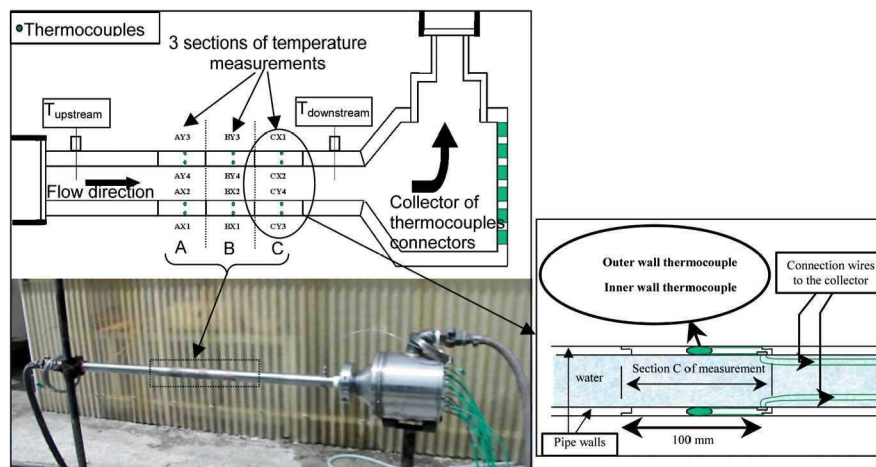 Thermocouples
3 sections of temperature
measurements
Tupstream
Tdownstream
AY3 BY3 CX1
AY4 BY4 CX2
AX2 BX2 CY4
AX1 BX1 CY3
Flow direction
Collector of
thermocouples
connectors
A B C
Outer wall thermocouple
Inner wall thermocouple
Connection wires
to the collector
water
Section C of measurement
Pipe walls
100 mm